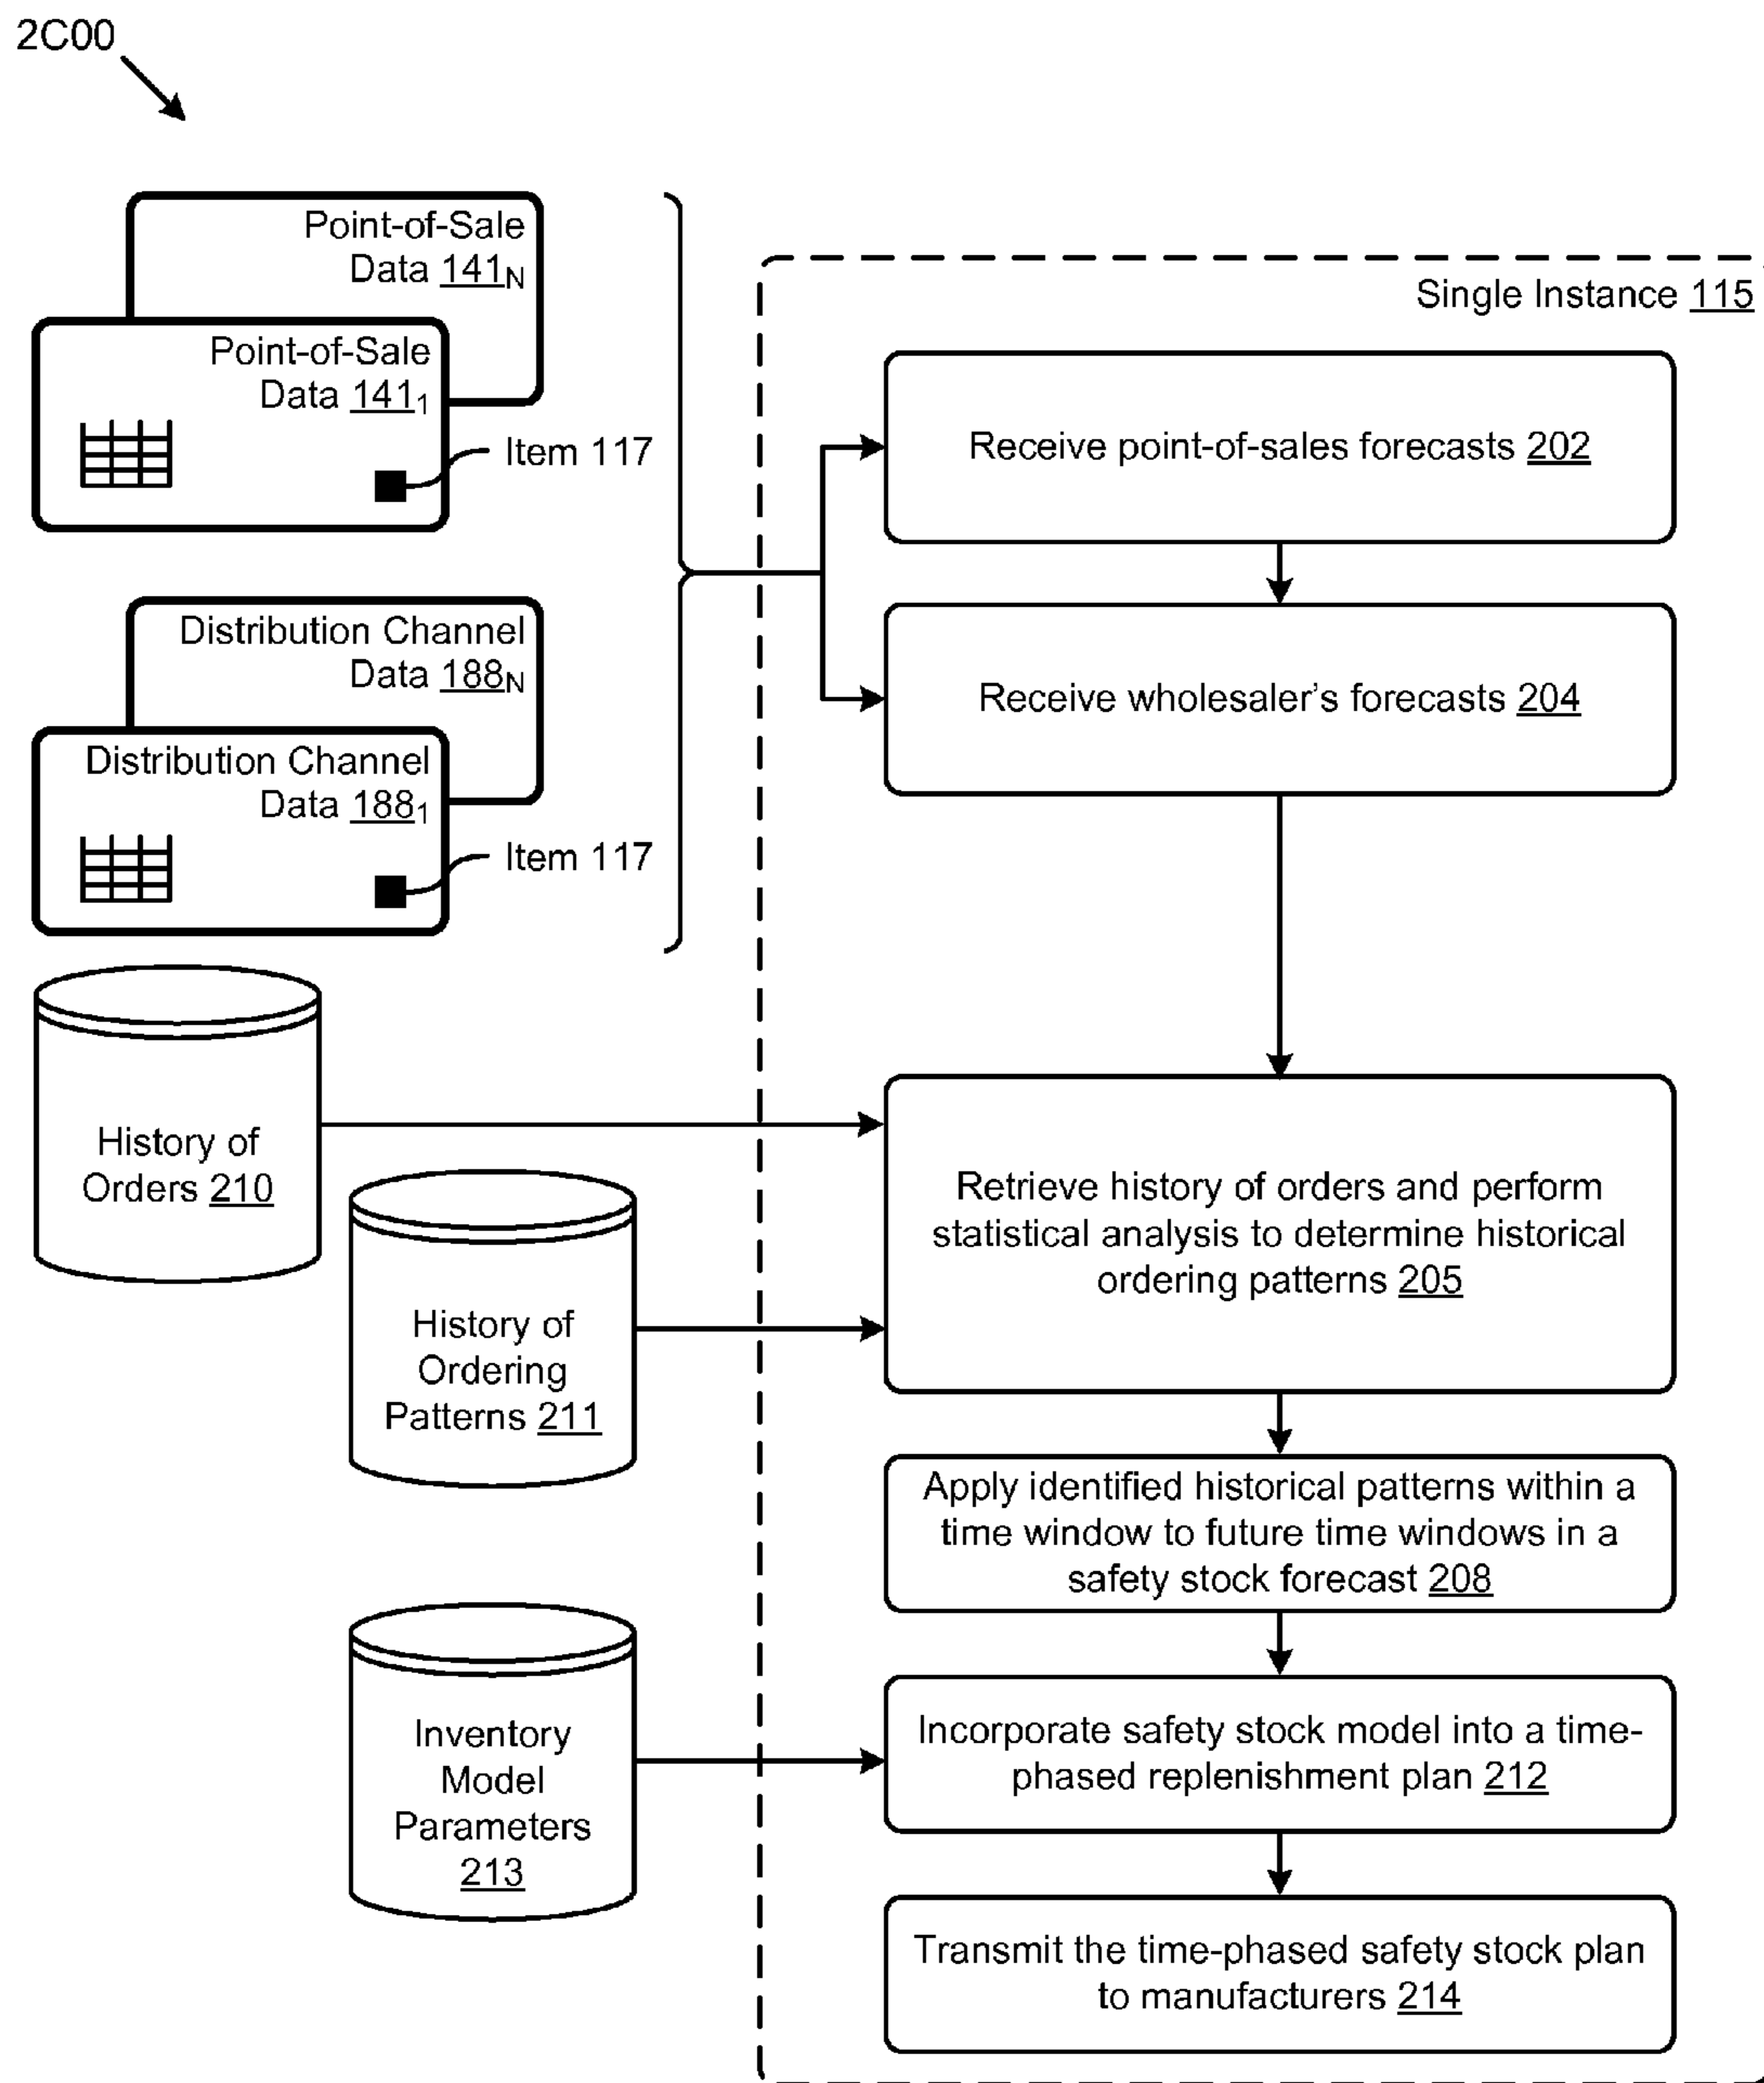 2C00
Point-of-Sale
Data 141N
Point-of-Sale
Data 1411
Item 117
Distribution Channel
Data 188N
Distribution Channel
Data 1881
Item 117
History of
Orders 210
History of
Ordering
Patterns 211
Inventory
Model
Parameters
213
Single Instance 115
Receive point-of-sales forecasts 202
Receive wholesaler’s forecasts 204
Retrieve history of orders and perform
statistical analysis to determine historical
ordering patterns 205
Apply identified historical patterns within a
time window to future time windows in a
safety stock forecast 208
Incorporate safety stock model into a time-
phased replenishment plan 212
Transmit the time-phased safety stock plan
to manufacturers 214